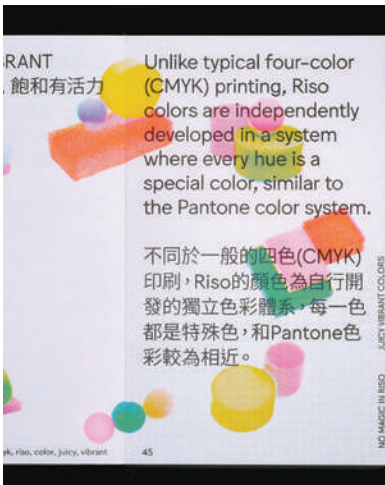 RANT
飽和有活力
Unlike typical four-color
(CMYK) printing, Riso
colors are independently
developed in a system
where every hue is a
special color, similar to
the Pantone color system.
不同於一般的四色(CMYK)
印刷，Riso的顏色為自行開
發的獨立色彩體系，每一色
都是特殊色，和Pantone色
彩較為相近。
yk, riso, color, juicy, vibrant
45
NO MAGIC IN RISO
JUICY VIBRANT COLORS